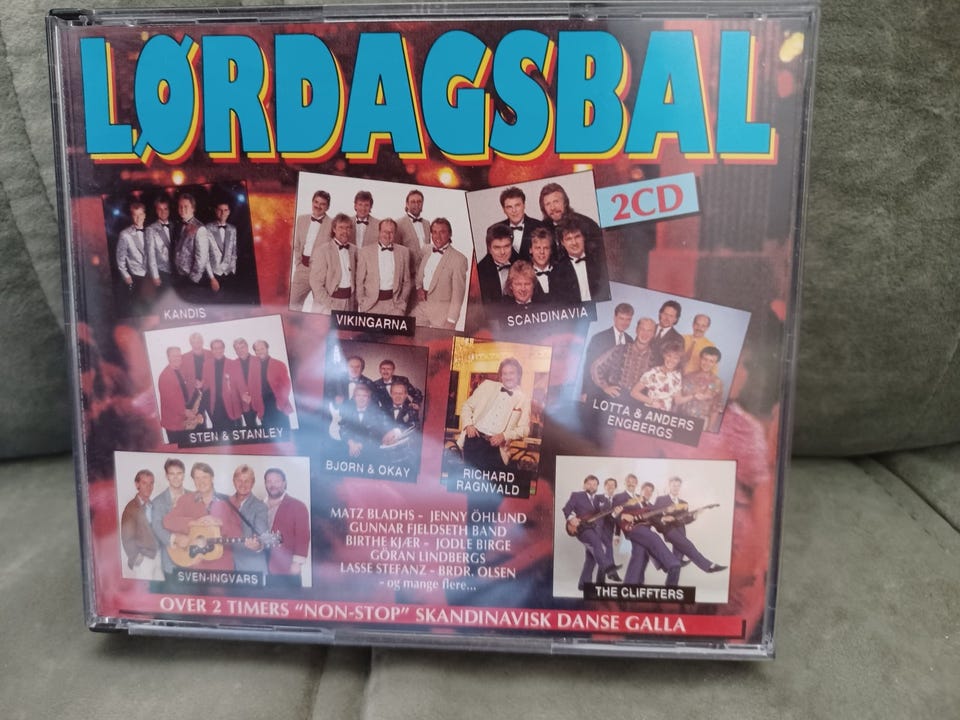 LØRDAGSBAL
2CD
KANDIS
VIKINGARNA
SCANDINAVIA
STEN & STANLEY
BJØRN & OKAY
RICHARD
RAGNVALD
LOTTA & ANDERS
ENGBERGS
SVEN-INGVARS
MATZ BLADHS - JENNY ÖHLUND
GUNNAR FJELDSETH BAND
BIRTHE KJÆR - JODLE BIRGE
GÖRAN LINDBERGS
LASSE STEFANZ - BRDR. OLSEN
- og mange flere...
THE CLIFFTERS
OVER 2 TIMERS "NON-STOP" SKANDINAVISK DANSE GALLA